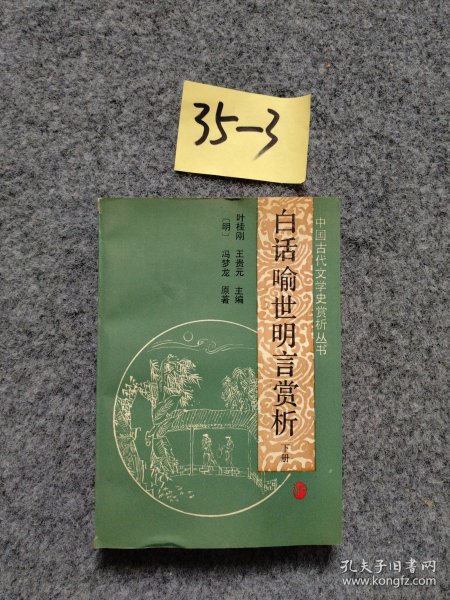 35-3
中国古代文学史赏析丛书
白话喻世明言赏析
下册
叶桂刚 王贵元 主编
〔明〕 冯梦龙 原著
孔夫子旧书网
www.kongfz.com